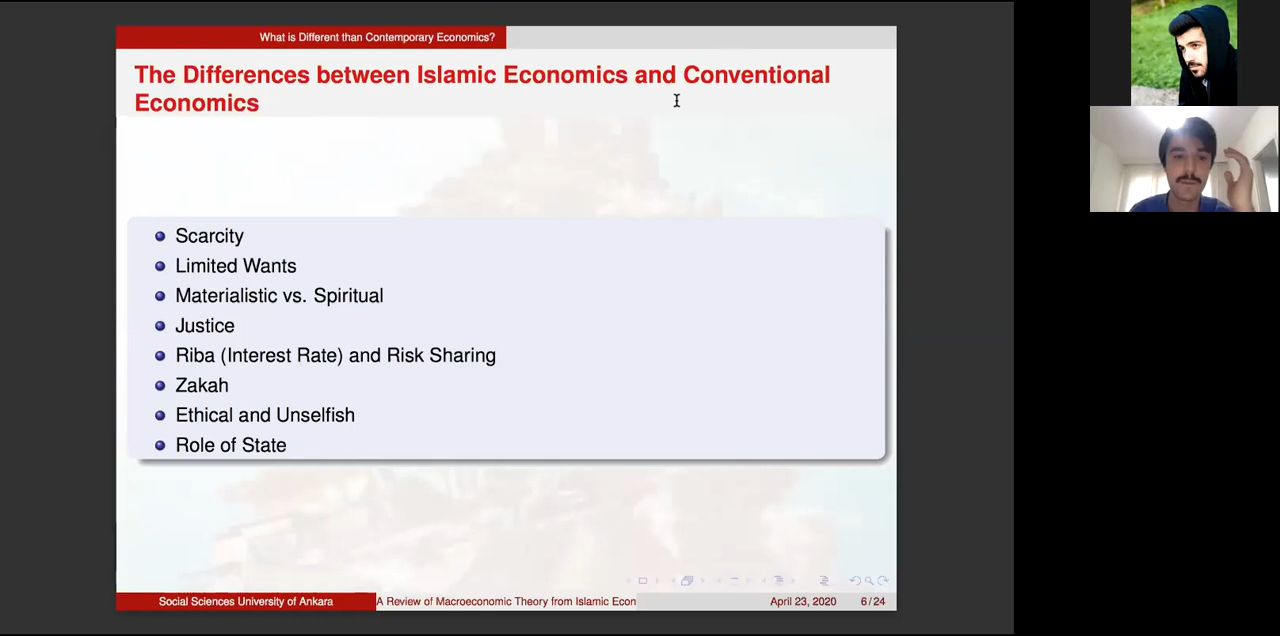 What is Different than Contemporary Economics?
The Differences between Islamic Economics and Conventional
Economics
Scarcity
Limited Wants
Materialistic vs. Spiritual
Justice
Riba (Interest Rate) and Risk Sharing
Zakah
Ethical and Unselfish
Role of State
Social Sciences University of Ankara
A Review of Macroeconomic Theory from Islamic Econ
April 23, 2020
6/24